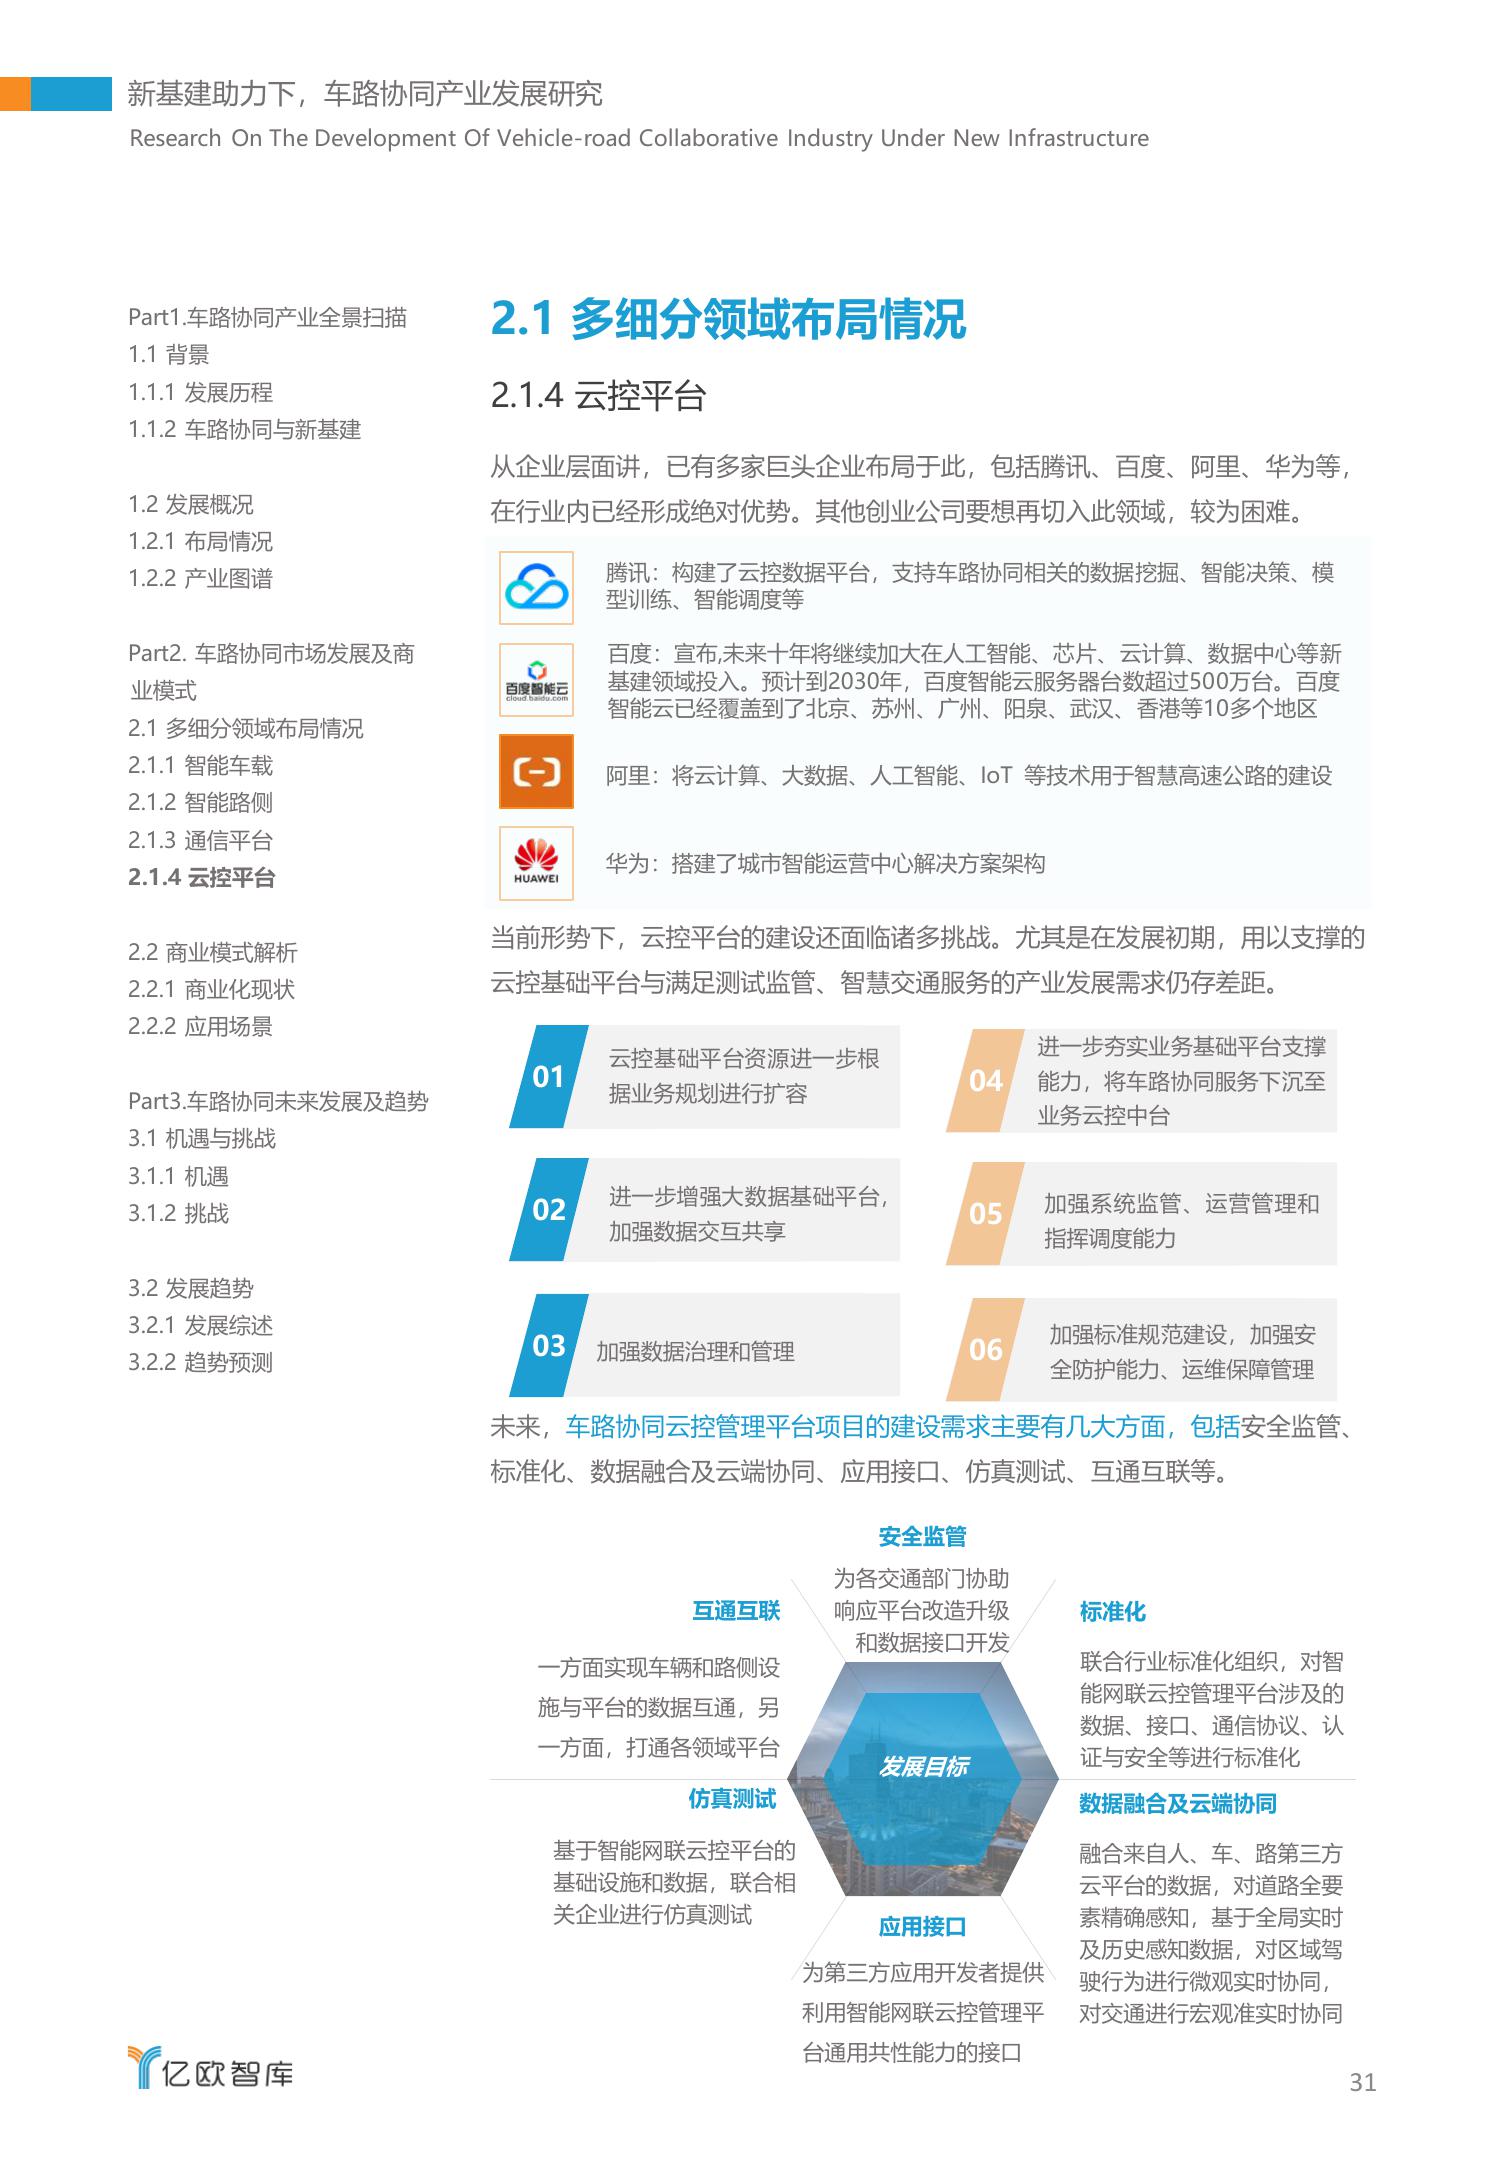 新基建助力下，车路协同产业发展研究
Research On The Development Of Vehicle-road Collaborative Industry Under New Infrastructure
Part1.车路协同产业全景扫描
1.1 背景
1.1.1 发展历程
1.1.2 车路协同与新基建
1.2 发展概况
1.2.1 布局情况
1.2.2 产业图谱
Part2. 车路协同市场发展及商
业模式
2.1 多细分领域布局情况
2.1.1 智能车载
2.1.2 智能路侧
2.1.3 通信平台
2.1.4 云控平台
2.2 商业模式解析
2.2.1 商业化现状
2.2.2 应用场景
Part3.车路协同未来发展及趋势
3.1 机遇与挑战
3.1.1 机遇
3.1.2 挑战
3.2 发展趋势
3.2.1 发展综述
3.2.2 趋势预测
2.1 多细分领域布局情况
2.1.4 云控平台
从企业层面讲，已有多家巨头企业布局于此，包括腾讯、百度、阿里、华为等，
在行业内已经形成绝对优势。其他创业公司要想再切入此领域，较为困难。
腾讯：构建了云控数据平台，支持车路协同相关的数据挖掘、智能决策、模
型训练、智能调度等
百度智能云
cloud.baidu.com
百度：宣布,未来十年将继续加大在人工智能、芯片、云计算、数据中心等新
基建领域投入。预计到2030年，百度智能云服务器台数超过500万台。百度
智能云已经覆盖到了北京、苏州、广州、阳泉、武汉、香港等10多个地区
阿里：将云计算、大数据、人工智能、IoT 等技术用于智慧高速公路的建设
HUAWEI
华为：搭建了城市智能运营中心解决方案架构
当前形势下，云控平台的建设还面临诸多挑战。尤其是在发展初期，用以支撑的
云控基础平台与满足测试监管、智慧交通服务的产业发展需求仍存差距。
01
云控基础平台资源进一步根
据业务规划进行扩容
02
进一步增强大数据基础平台，
加强数据交互共享
03
加强数据治理和管理
04
进一步夯实业务基础平台支撑
能力，将车路协同服务下沉至
业务云控中台
05
加强系统监管、运营管理和
指挥调度能力
06
加强标准规范建设，加强安
全防护能力、运维保障管理
未来，车路协同云控管理平台项目的建设需求主要有几大方面，包括安全监管、
标准化、数据融合及云端协同、应用接口、仿真测试、互通互联等。
安全监管
为各交通部门协助
响应平台改造升级
和数据接口开发
互通互联
一方面实现车辆和路侧设
施与平台的数据互通，另
一方面，打通各领域平台
标准化
联合行业标准化组织，对智
能网联云控管理平台涉及的
数据、接口、通信协议、认
证与安全等进行标准化
发展目标
仿真测试
基于智能网联云控平台的
基础设施和数据，联合相
关企业进行仿真测试
数据融合及云端协同
融合来自人、车、路第三方
云平台的数据，对道路全要
素精确感知，基于全局实时
及历史感知数据，对区域驾
驶行为进行微观实时协同，
对交通进行宏观准实时协同
应用接口
为第三方应用开发者提供
利用智能网联云控管理平
台通用共性能力的接口
亿欧智库
31